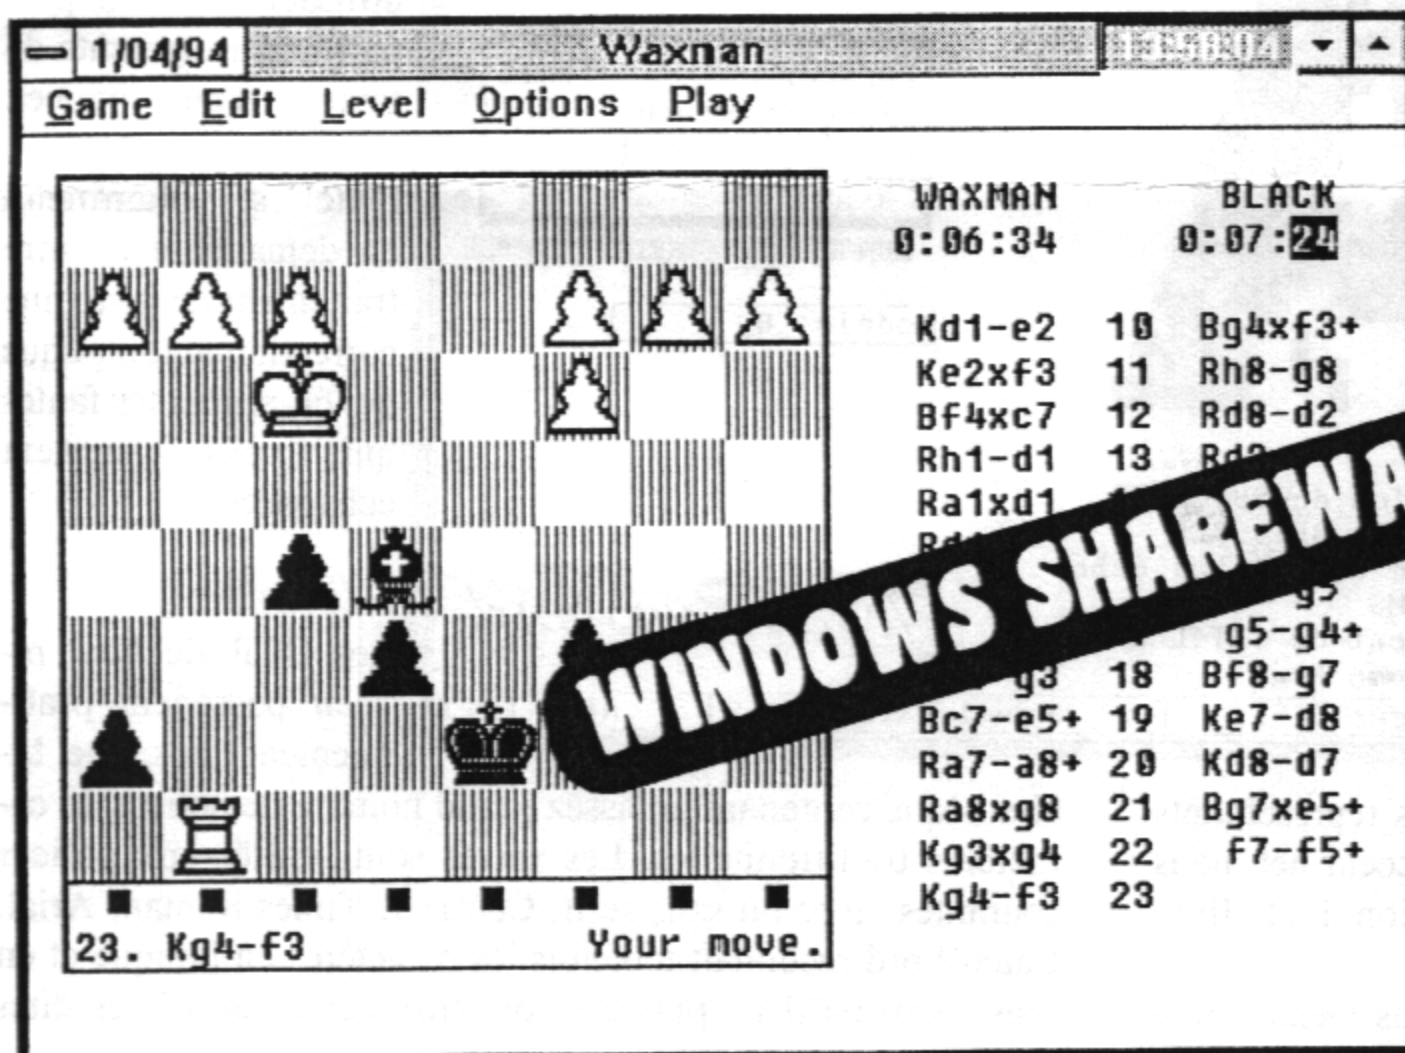 1/04/94 Waxman
Game Edit Level Options Play
WAXMAN BLACK
0:06:34 0:07:24
Kd1-e2 10 Bg4xf3+
Ke2xf3 11 Rh8-g8
Bf4xc7 12 Rd8-d2
Rh1-d1 13
Ra1xd1
g5
g5-g4+
g3 18 Bf8-g7
Bc7-e5+ 19 Ke7-d8
Ra7-a8+ 20 Kd8-d7
Ra8xg8 21 Bg7xe5+
Kg3xg4 22 f7-f5+
Kg4-f3 23
23. Kg4-f3 Your move.
WINDOWS SHAREWA